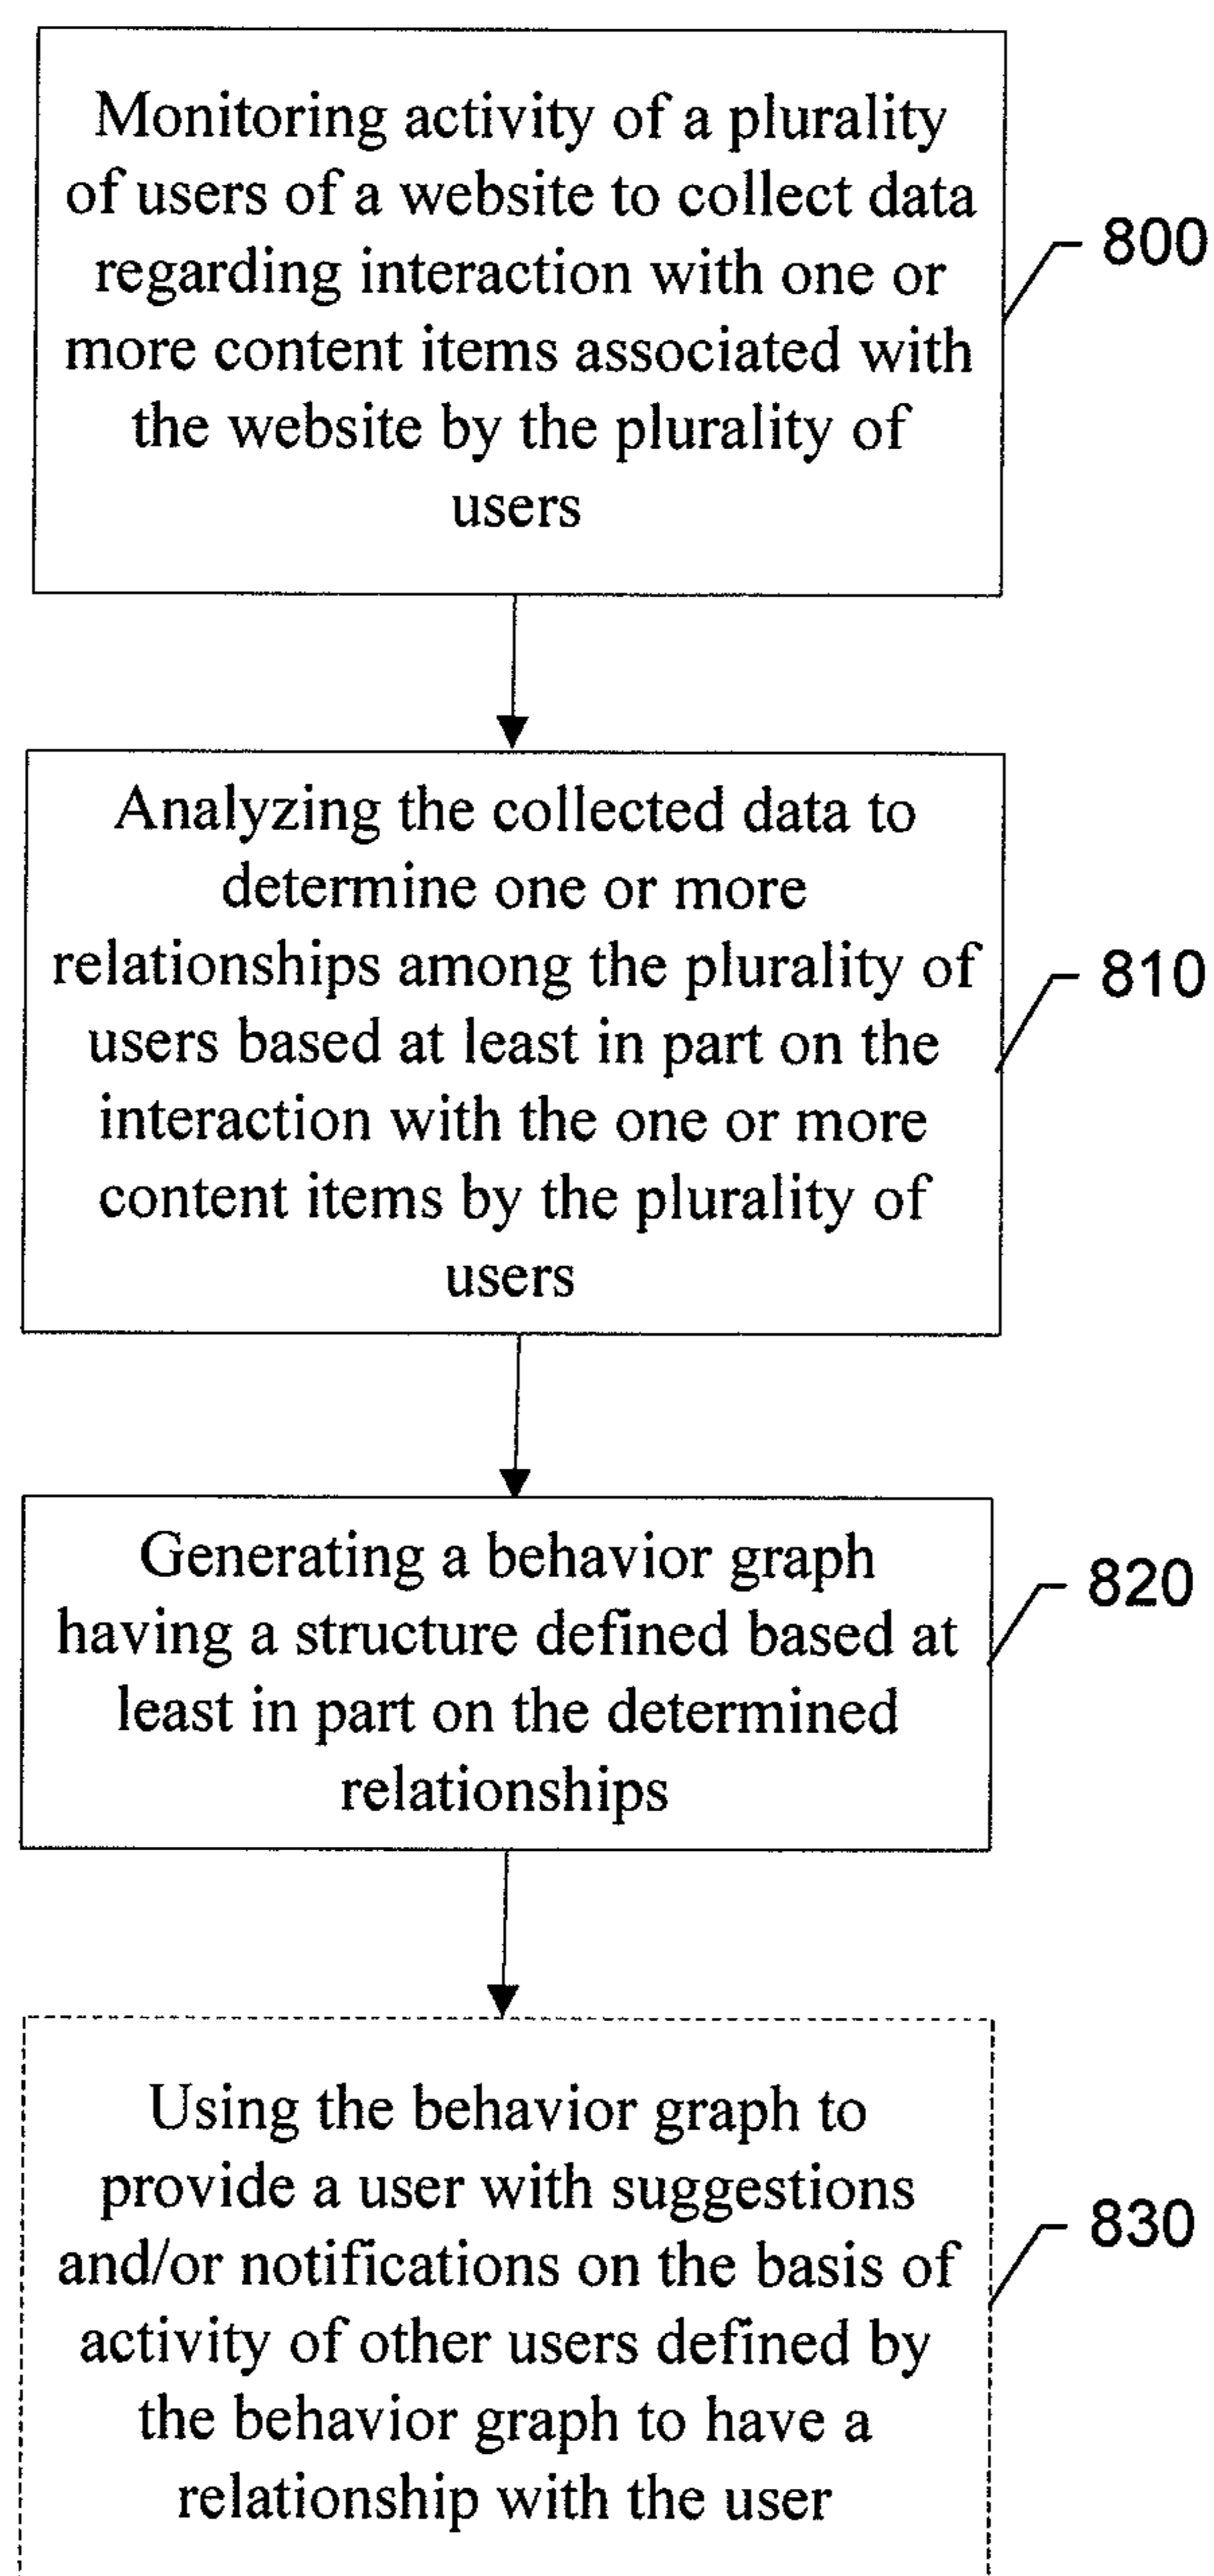 Monitoring activity of a plurality
of users of a website to collect data
regarding interaction with one or
more content items associated with
the website by the plurality of
users
800
Analyzing the collected data to
determine one or more
relationships among the plurality of
users based at least in part on the
interaction with the one or more
content items by the plurality of
users
810
Generating a behavior graph
having a structure defined based at
least in part on the determined
relationships
820
Using the behavior graph to
provide a user with suggestions
and/or notifications on the basis of
activity of other users defined by
the behavior graph to have a
relationship with the user
830